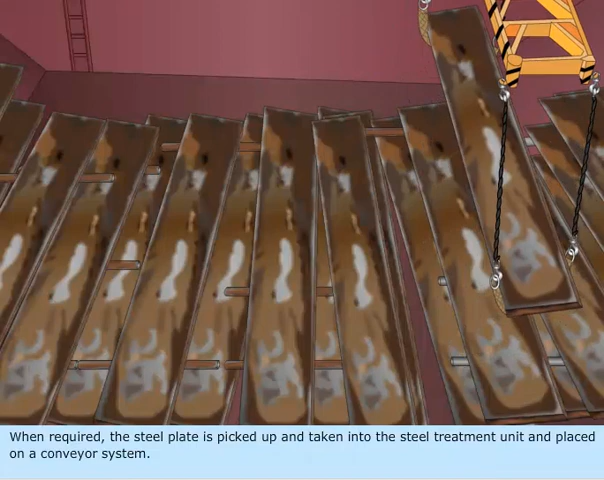 When required, the steel plate is picked up and taken into the steel treatment unit and placed
on a conveyor system.